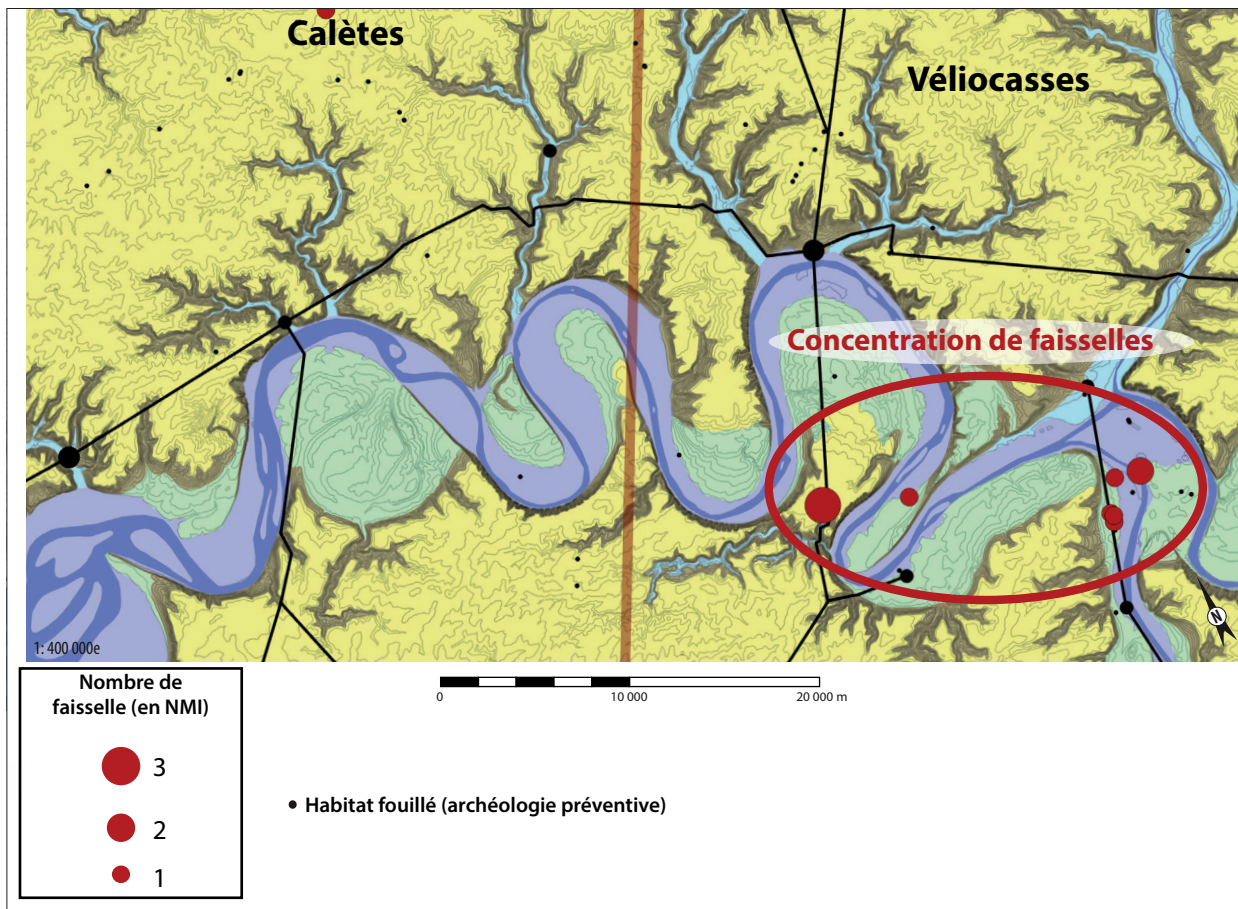 Calètes
Véliocasses
Concentration de faisselles
N
1: 400 000e
Nombre de
faisselle (en NMI)
3
2
1
0 10 000 20 000 m
Habitat fouillé (archéologie préventive)